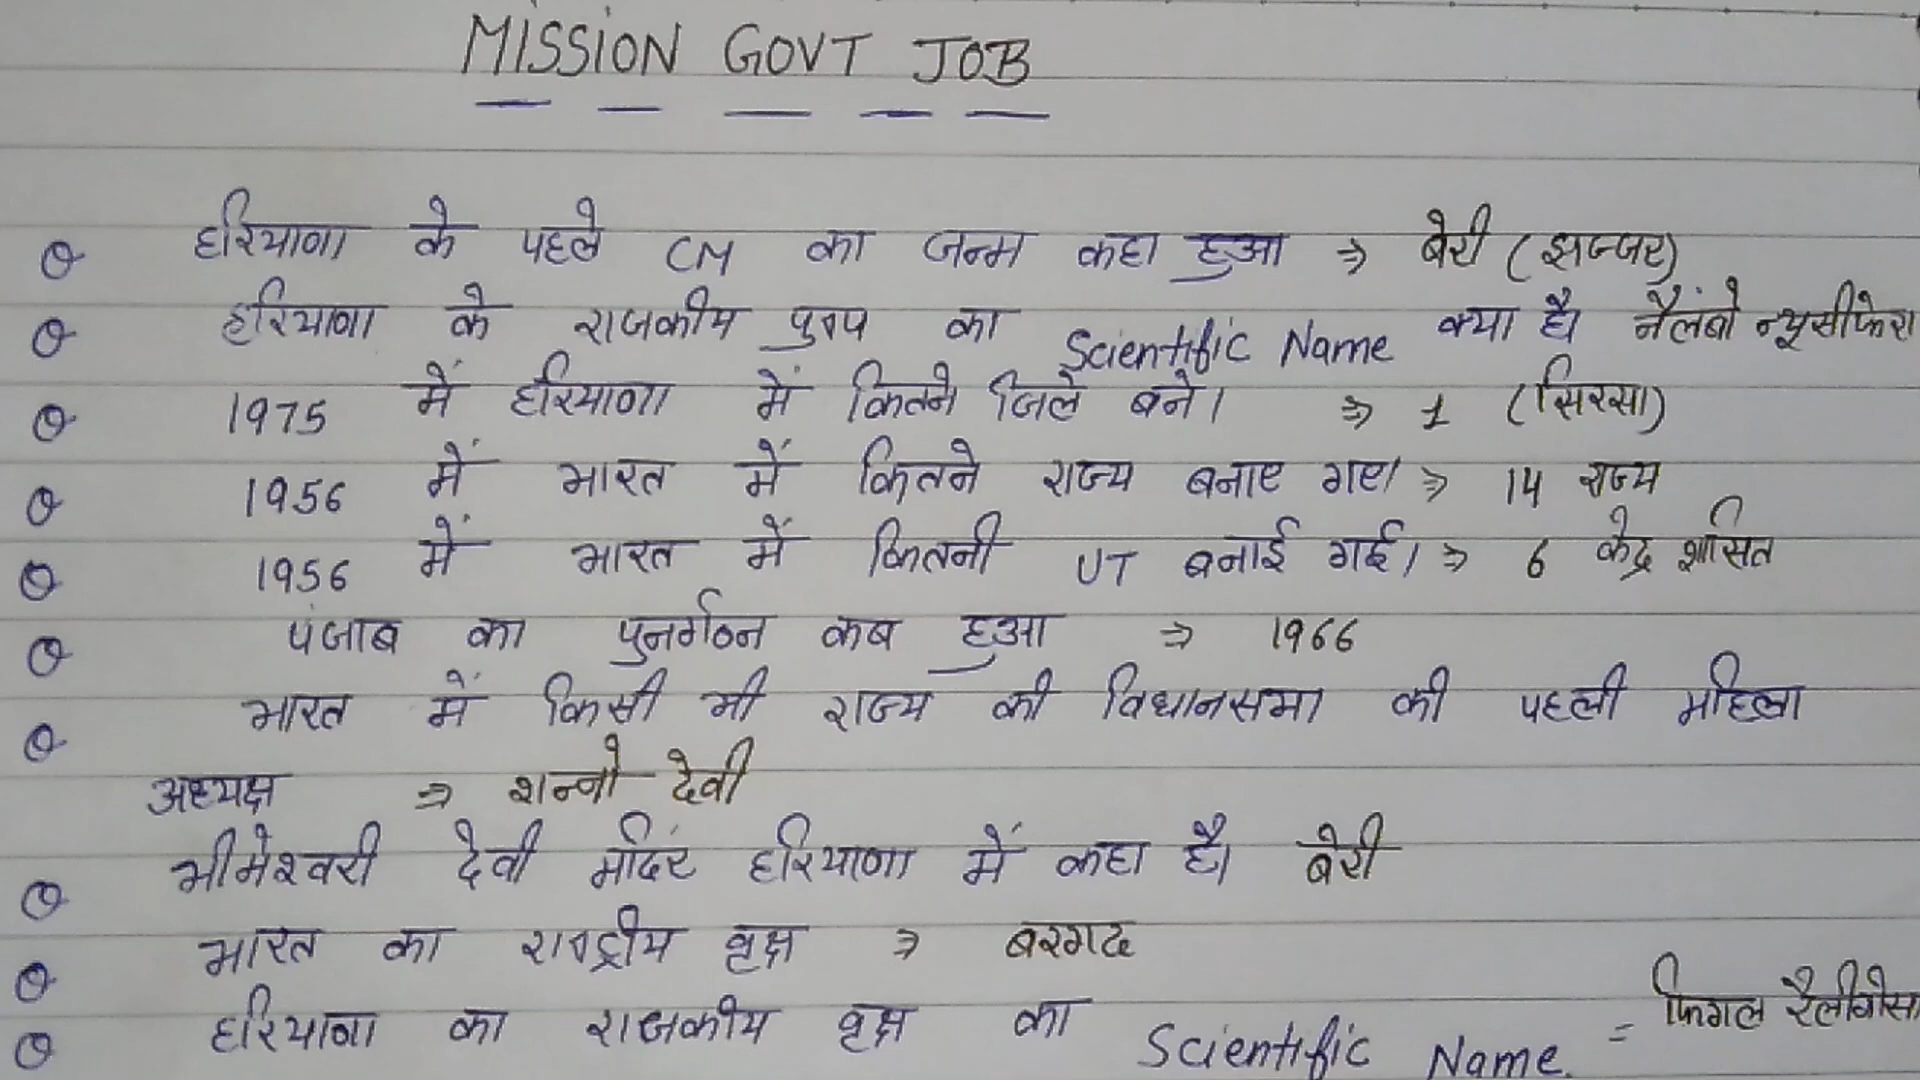 MISSION GOVT JOB
Q हरियाणा के पहले CM का जन्म कहा हुआ ⇒ बेरी (झज्जर)
Q हरियाणा के राजकीय पुष्प का Scientific Name क्या है। नैलंबो न्यूसीफेरा
Q 1975 में हरियाणा में कितने जिले बने। ⇒ 1 (सिरसा)
Q 1956 में भारत में कितने राज्य बनाए गए। ⇒ 14 राज्य
Q 1956 में भारत में कितनी UT बनाई गई। ⇒ 6 केंद्र शासित
Q पंजाब का पुनर्गठन कब हुआ ⇒ 1966
Q भारत में किसी भी राज्य की विधानसभा की पहली महिला
अध्यक्ष ⇒ शन्नो देवी
Q भीमेश्वरी देवी मंदिर हरियाणा में कहा है। बेरी
Q भारत का राष्ट्रीय वृक्ष ⇒ बरगद
Q हरियाणा का राजकीय वृक्ष का Scientific Name = फिगल रैलीवोसा